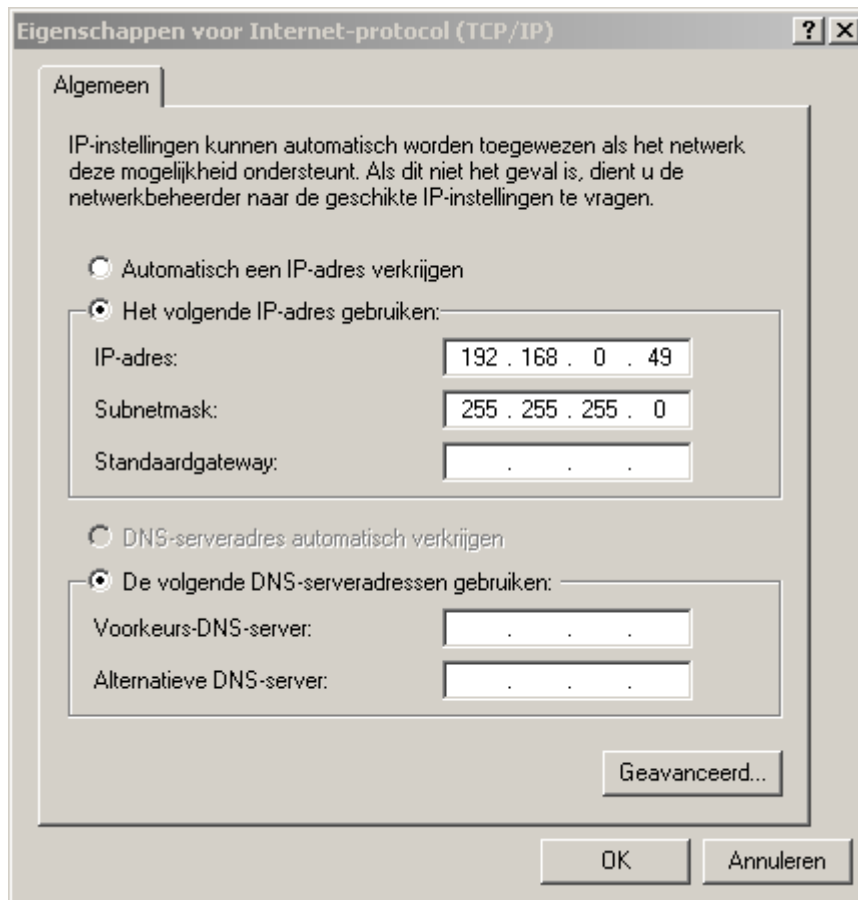 Eigenschappen voor Internet-protocol (TCP/IP)
Algemeen
IP-instellingen kunnen automatisch worden toegewezen als het netwerk
deze mogelijkheid ondersteunt. Als dit niet het geval is, dient u de
netwerkbeheerder naar de geschikte IP-instellingen te vragen.
Automatisch een IP-adres verkrijgen
Het volgende IP-adres gebruiken:
IP-adres: 192 . 168 . 0 . 49
Subnetmask: 255 . 255 . 255 . 0
Standaardgateway: . . .
DNS-serveradres automatisch verkrijgen
De volgende DNS-serveradressen gebruiken:
Voorkeurs-DNS-server: . . .
Alternatieve DNS-server: . . .
Geavanceerd...
OK Annuleren